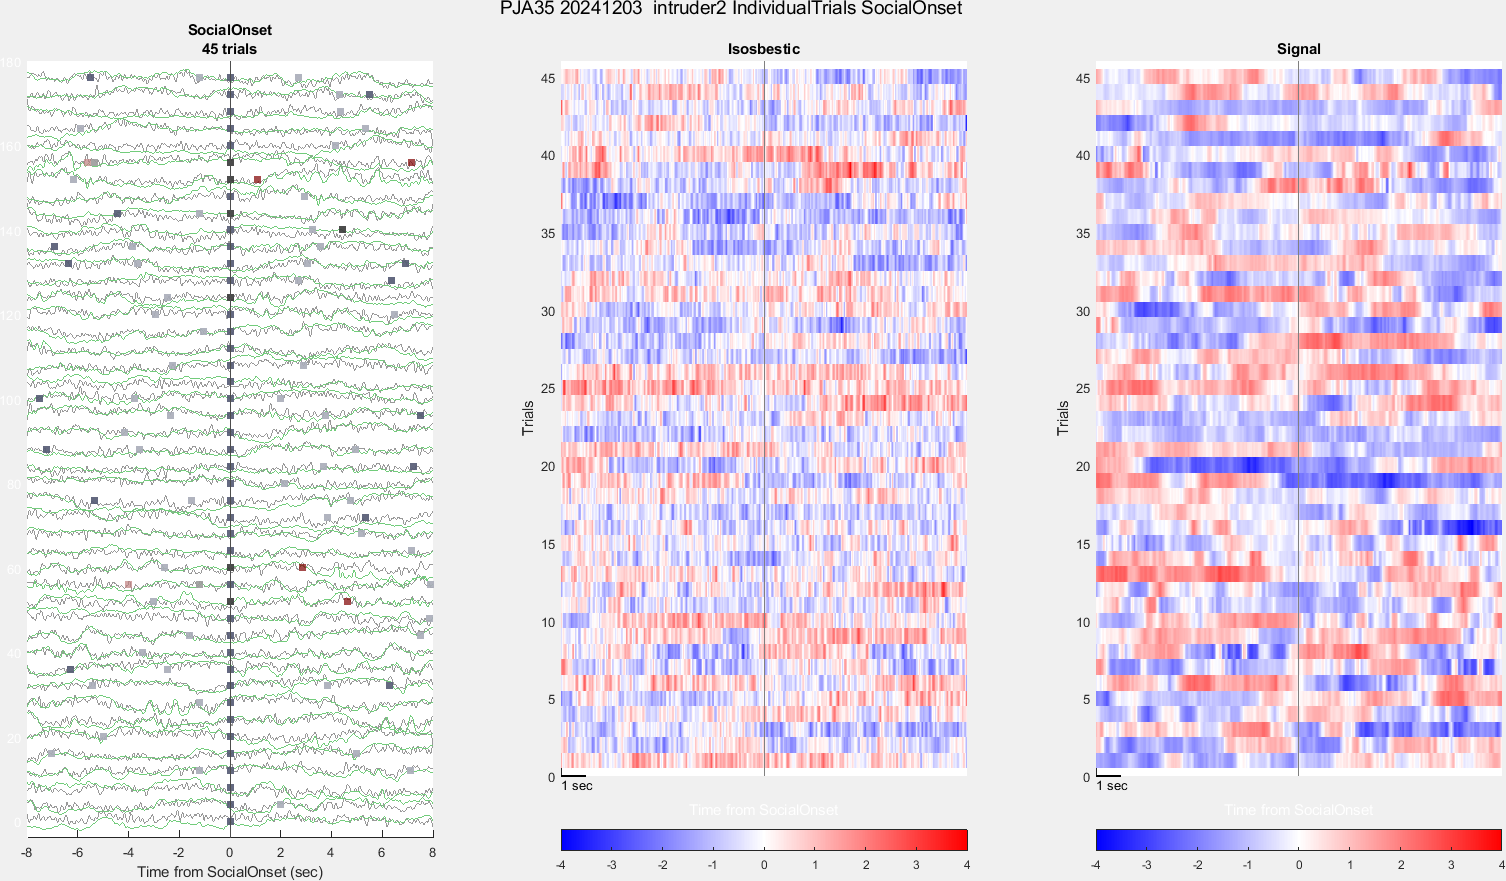 PJA35 20241203  intruder2 IndividualTrials SocialOnset
SocialOnset
45 trials
180
160
140
120
100
80
60
40
20
0
-8 -6 -4 -2 0 2 4 6 8
Time from SocialOnset (sec)
Isosbestic
Trials
45
40
35
30
25
20
15
10
5
0
1 sec
Time from SocialOnset
-4 -3 -2 -1 0 1 2 3 4
Signal
Trials
45
40
35
30
25
20
15
10
5
0
1 sec
Time from SocialOnset
-4 -3 -2 -1 0 1 2 3 4